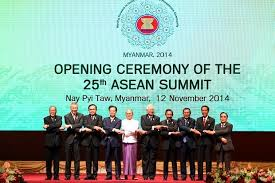 MYANMAR, 2014
OPENING CEREMONY OF THE
25th ASEAN SUMMIT
Nay Pyi Taw, Myanmar, 12 November 2014